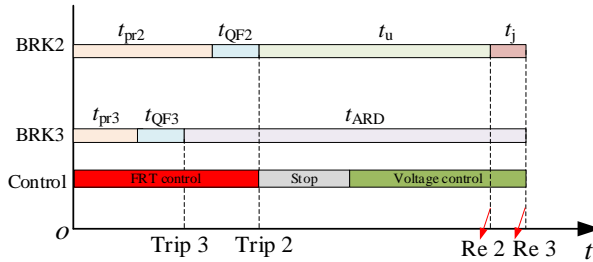 t_pr2 t_QF2 t_u t_j
BRK2
t_pr3 t_QF3 t_ARD
BRK3
Control FRT control Stop Voltage control
o Trip 3 Trip 2 Re 2 Re 3 t